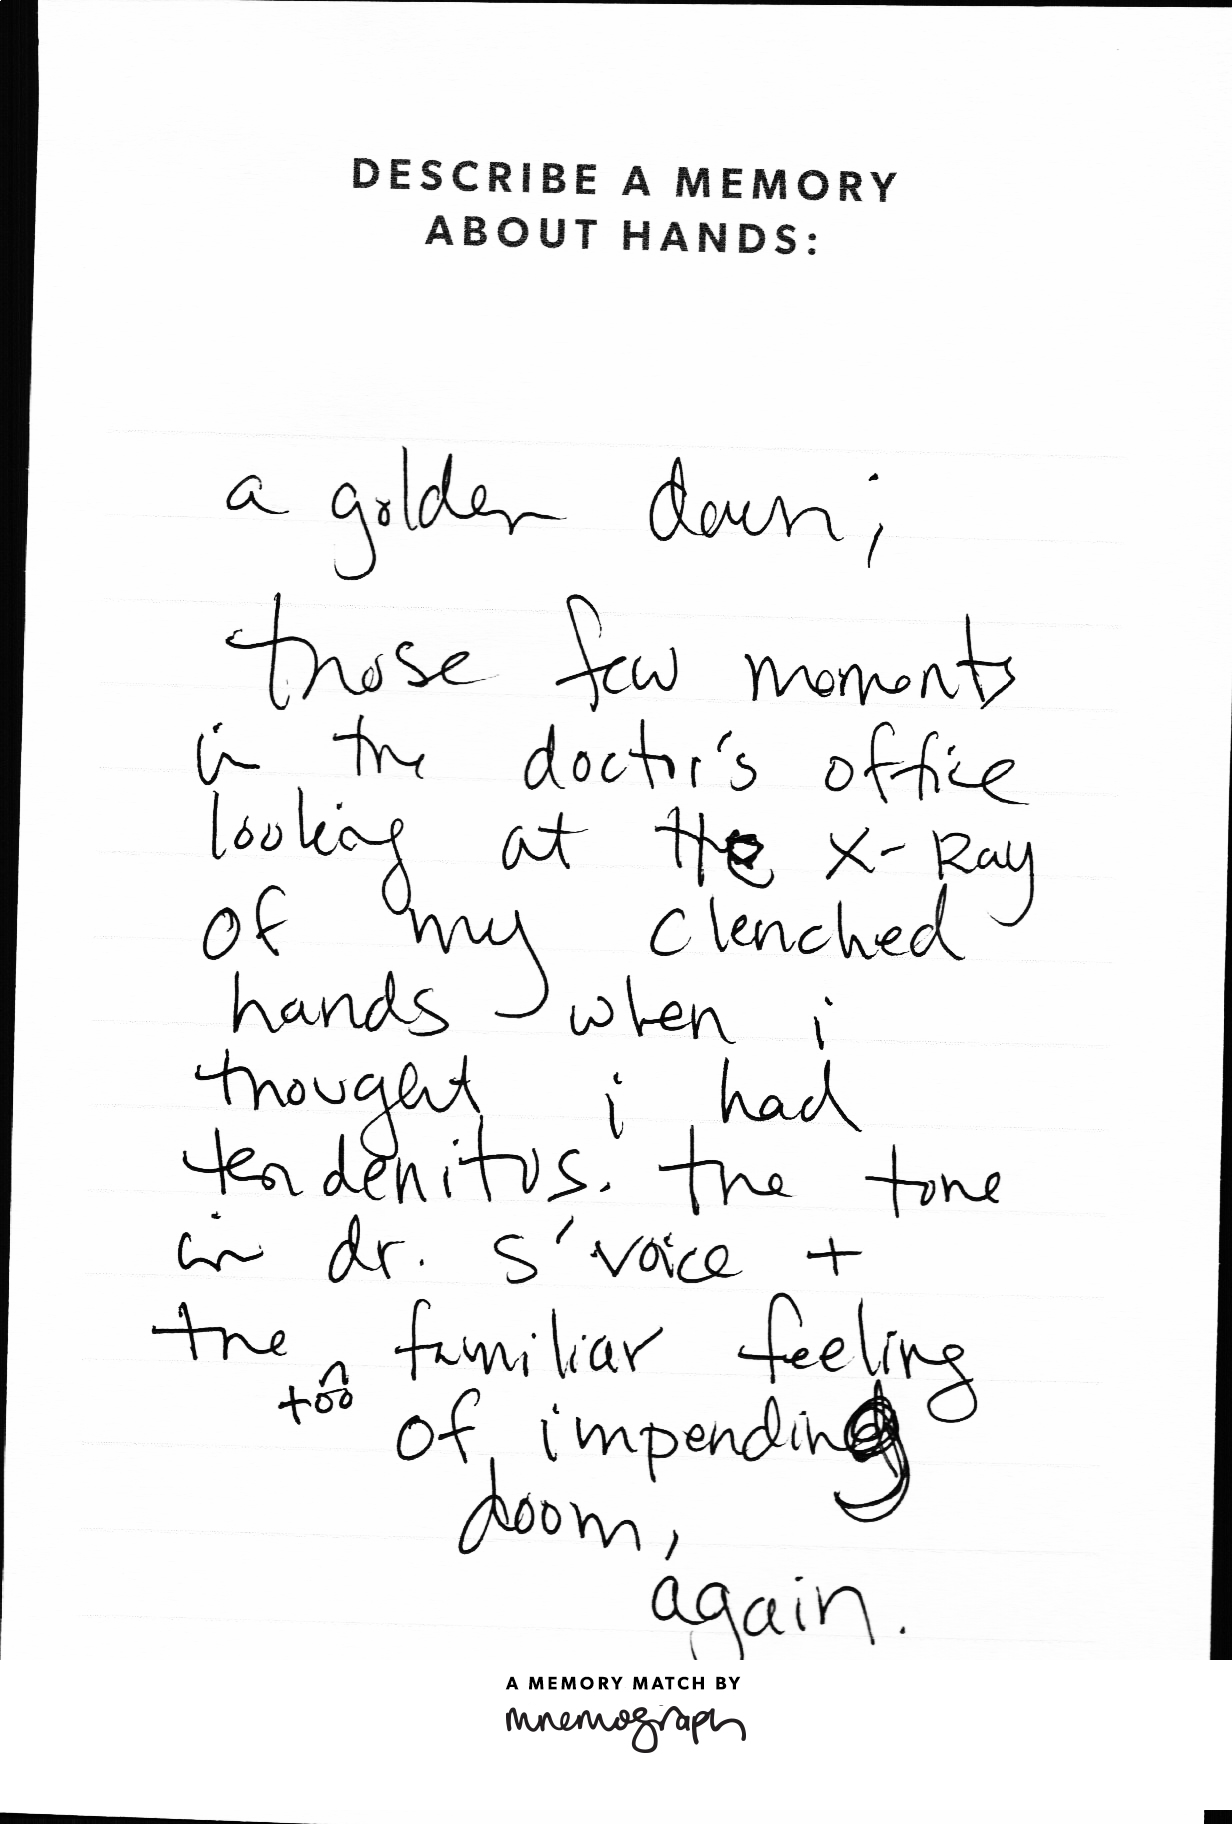 DESCRIBE A MEMORY
ABOUT HANDS:
a golden dawn;
those few moments
in the doctor's office
looking at the X-Ray
of my clenched
hands when i
thought i had
tendenitus. the tone
in dr. s' voice +
the too familiar feeling
of impending
doom,
again.
A MEMORY MATCH BY
mnemograph